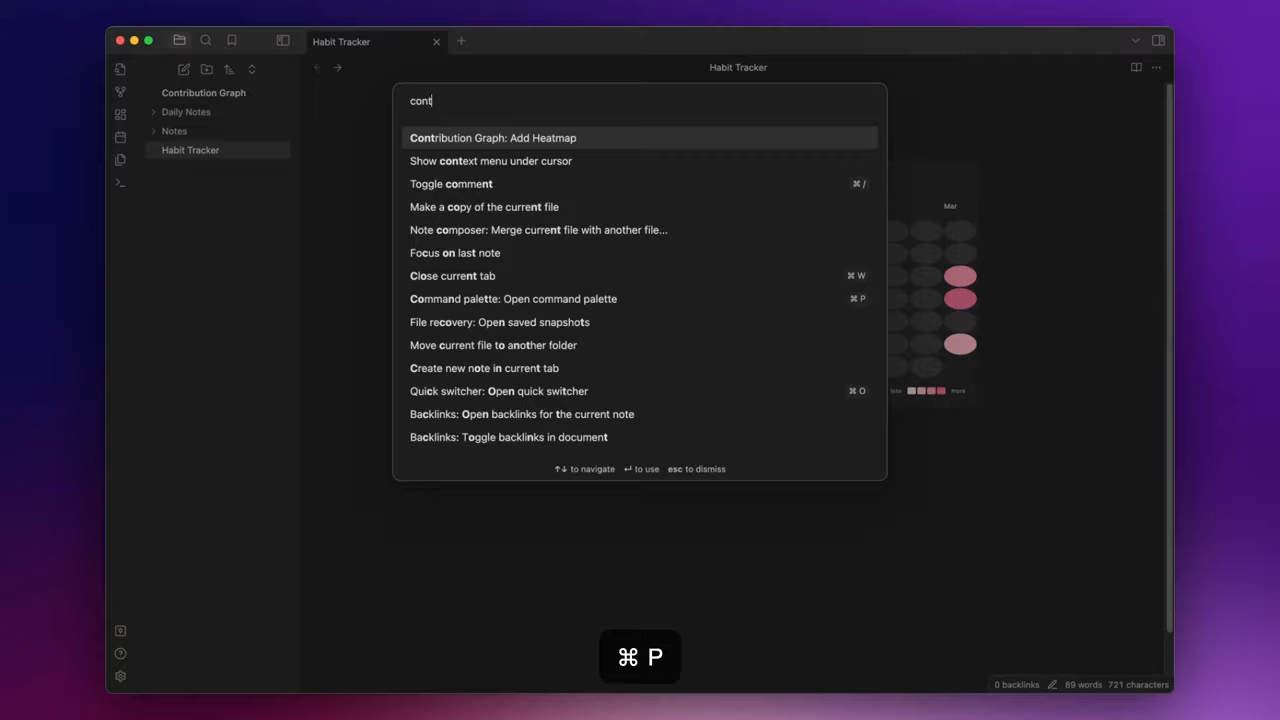 Habit Tracker
Contribution Graph
Daily Notes
Notes
Habit Tracker
Habit Tracker
cont
Contribution Graph: Add Heatmap
Show context menu under cursor
Toggle comment ⌘ /
Make a copy of the current file
Note composer: Merge current file with another file...
Focus on last note
Close current tab ⌘ W
Command palette: Open command palette ⌘ P
File recovery: Open saved snapshots
Move current file to another folder
Create new note in current tab
Quick switcher: Open quick switcher ⌘ O
Backlinks: Open backlinks for the current note
Backlinks: Toggle backlinks in document
↑↓ to navigate ↵ to use esc to dismiss
Mar
less more
⌘ P
0 backlinks 89 words 721 characters